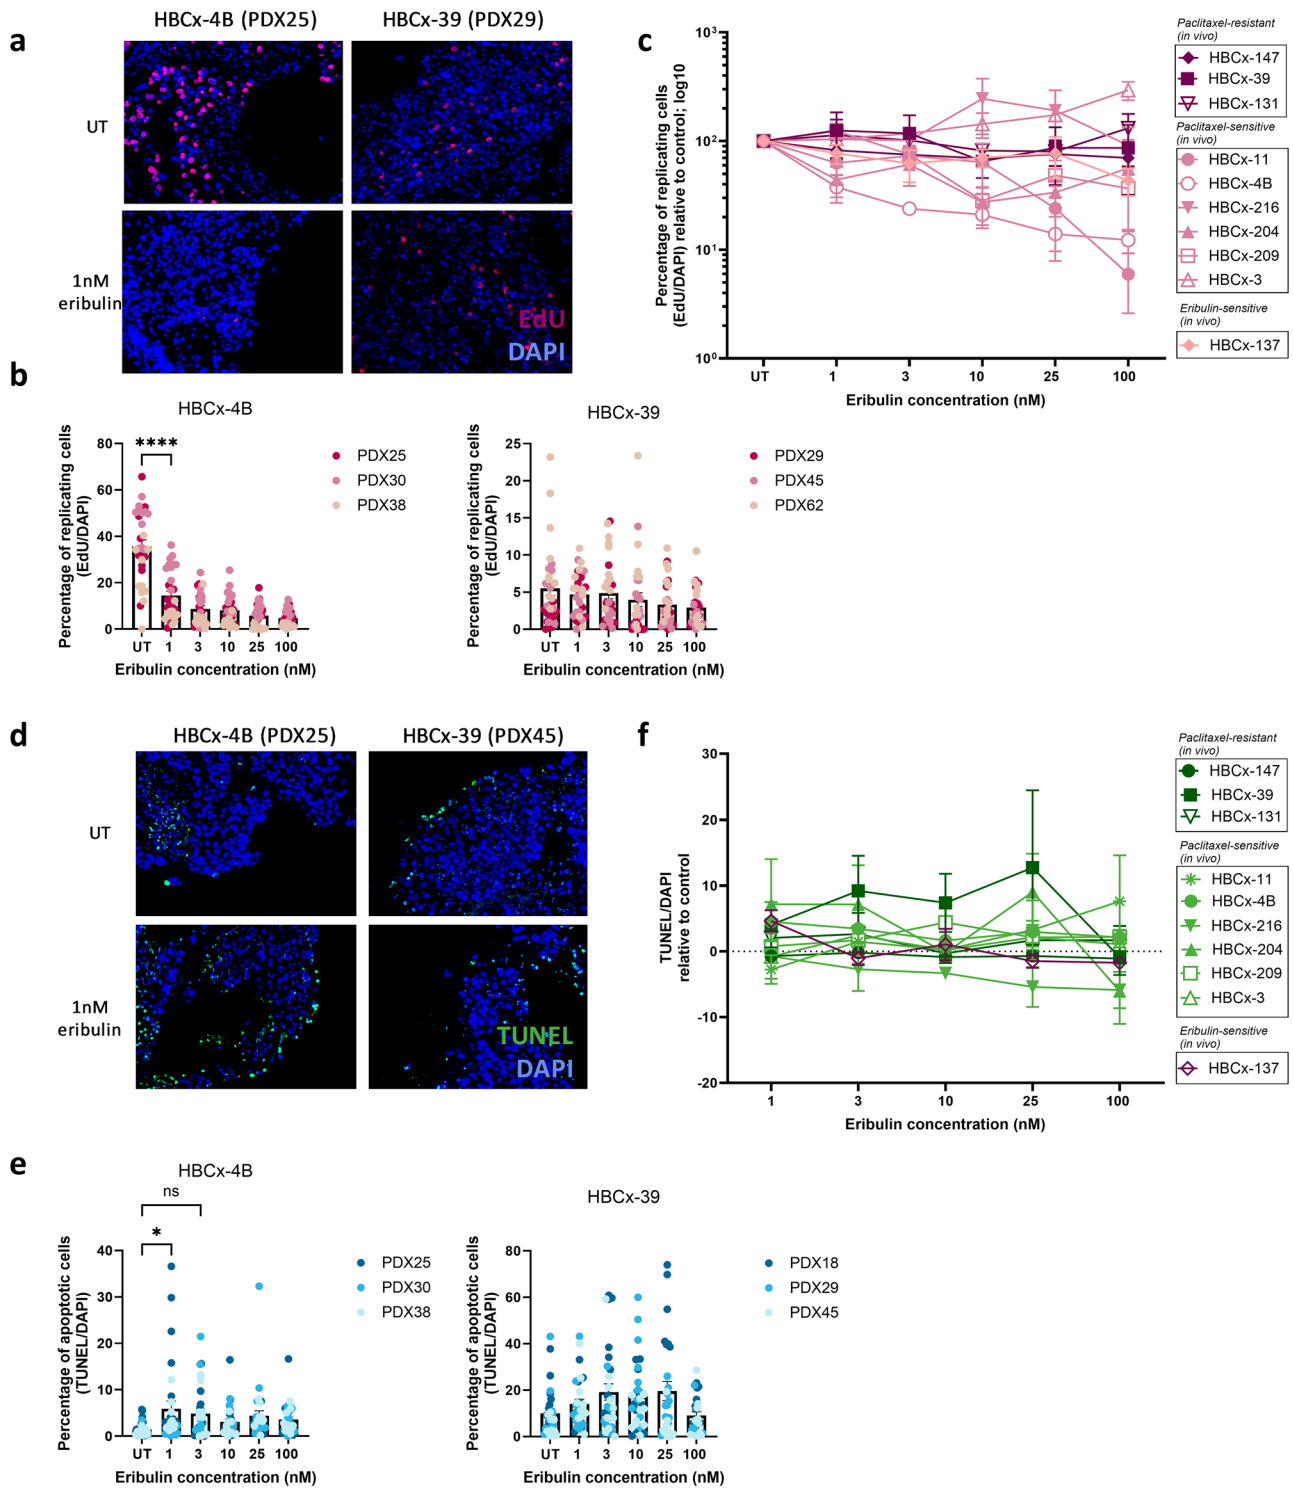 a
HBCx-4B (PDX25)
HBCx-39 (PDX29)
UT
1nM
eribulin
EdU
DAPI
b
HBCx-4B
Percentage of replicating cells
(EdU/DAPI)
80
60
40
20
0
****
UT
1
3
10
25
100
Eribulin concentration (nM)
PDX25
PDX30
PDX38
HBCx-39
Percentage of replicating cells
(EdU/DAPI)
25
20
15
10
5
0
UT
1
3
10
25
100
Eribulin concentration (nM)
PDX29
PDX45
PDX62
c
Percentage of replicating cells
(EdU/DAPI) relative to control; log10
10³
10²
10¹
10⁰
UT
1
3
10
25
100
Eribulin concentration (nM)
Paclitaxel-resistant
(in vivo)
HBCx-147
HBCx-39
HBCx-131
Paclitaxel-sensitive
(in vivo)
HBCx-11
HBCx-4B
HBCx-216
HBCx-204
HBCx-209
HBCx-3
Eribulin-sensitive
(in vivo)
HBCx-137
d
HBCx-4B (PDX25)
HBCx-39 (PDX45)
UT
1nM
eribulin
TUNEL
DAPI
e
HBCx-4B
Percentage of apoptotic cells
(TUNEL/DAPI)
40
30
20
10
0
ns
*
UT
1
3
10
25
100
Eribulin concentration (nM)
PDX25
PDX30
PDX38
HBCx-39
Percentage of apoptotic cells
(TUNEL/DAPI)
80
60
40
20
0
UT
1
3
10
25
100
Eribulin concentration (nM)
PDX18
PDX29
PDX45
f
TUNEL/DAPI
relative to control
30
20
10
0
-10
-20
1
3
10
25
100
Eribulin concentration (nM)
Paclitaxel-resistant
(in vivo)
HBCx-147
HBCx-39
HBCx-131
Paclitaxel-sensitive
(in vivo)
HBCx-11
HBCx-4B
HBCx-216
HBCx-204
HBCx-209
HBCx-3
Eribulin-sensitive
(in vivo)
HBCx-137